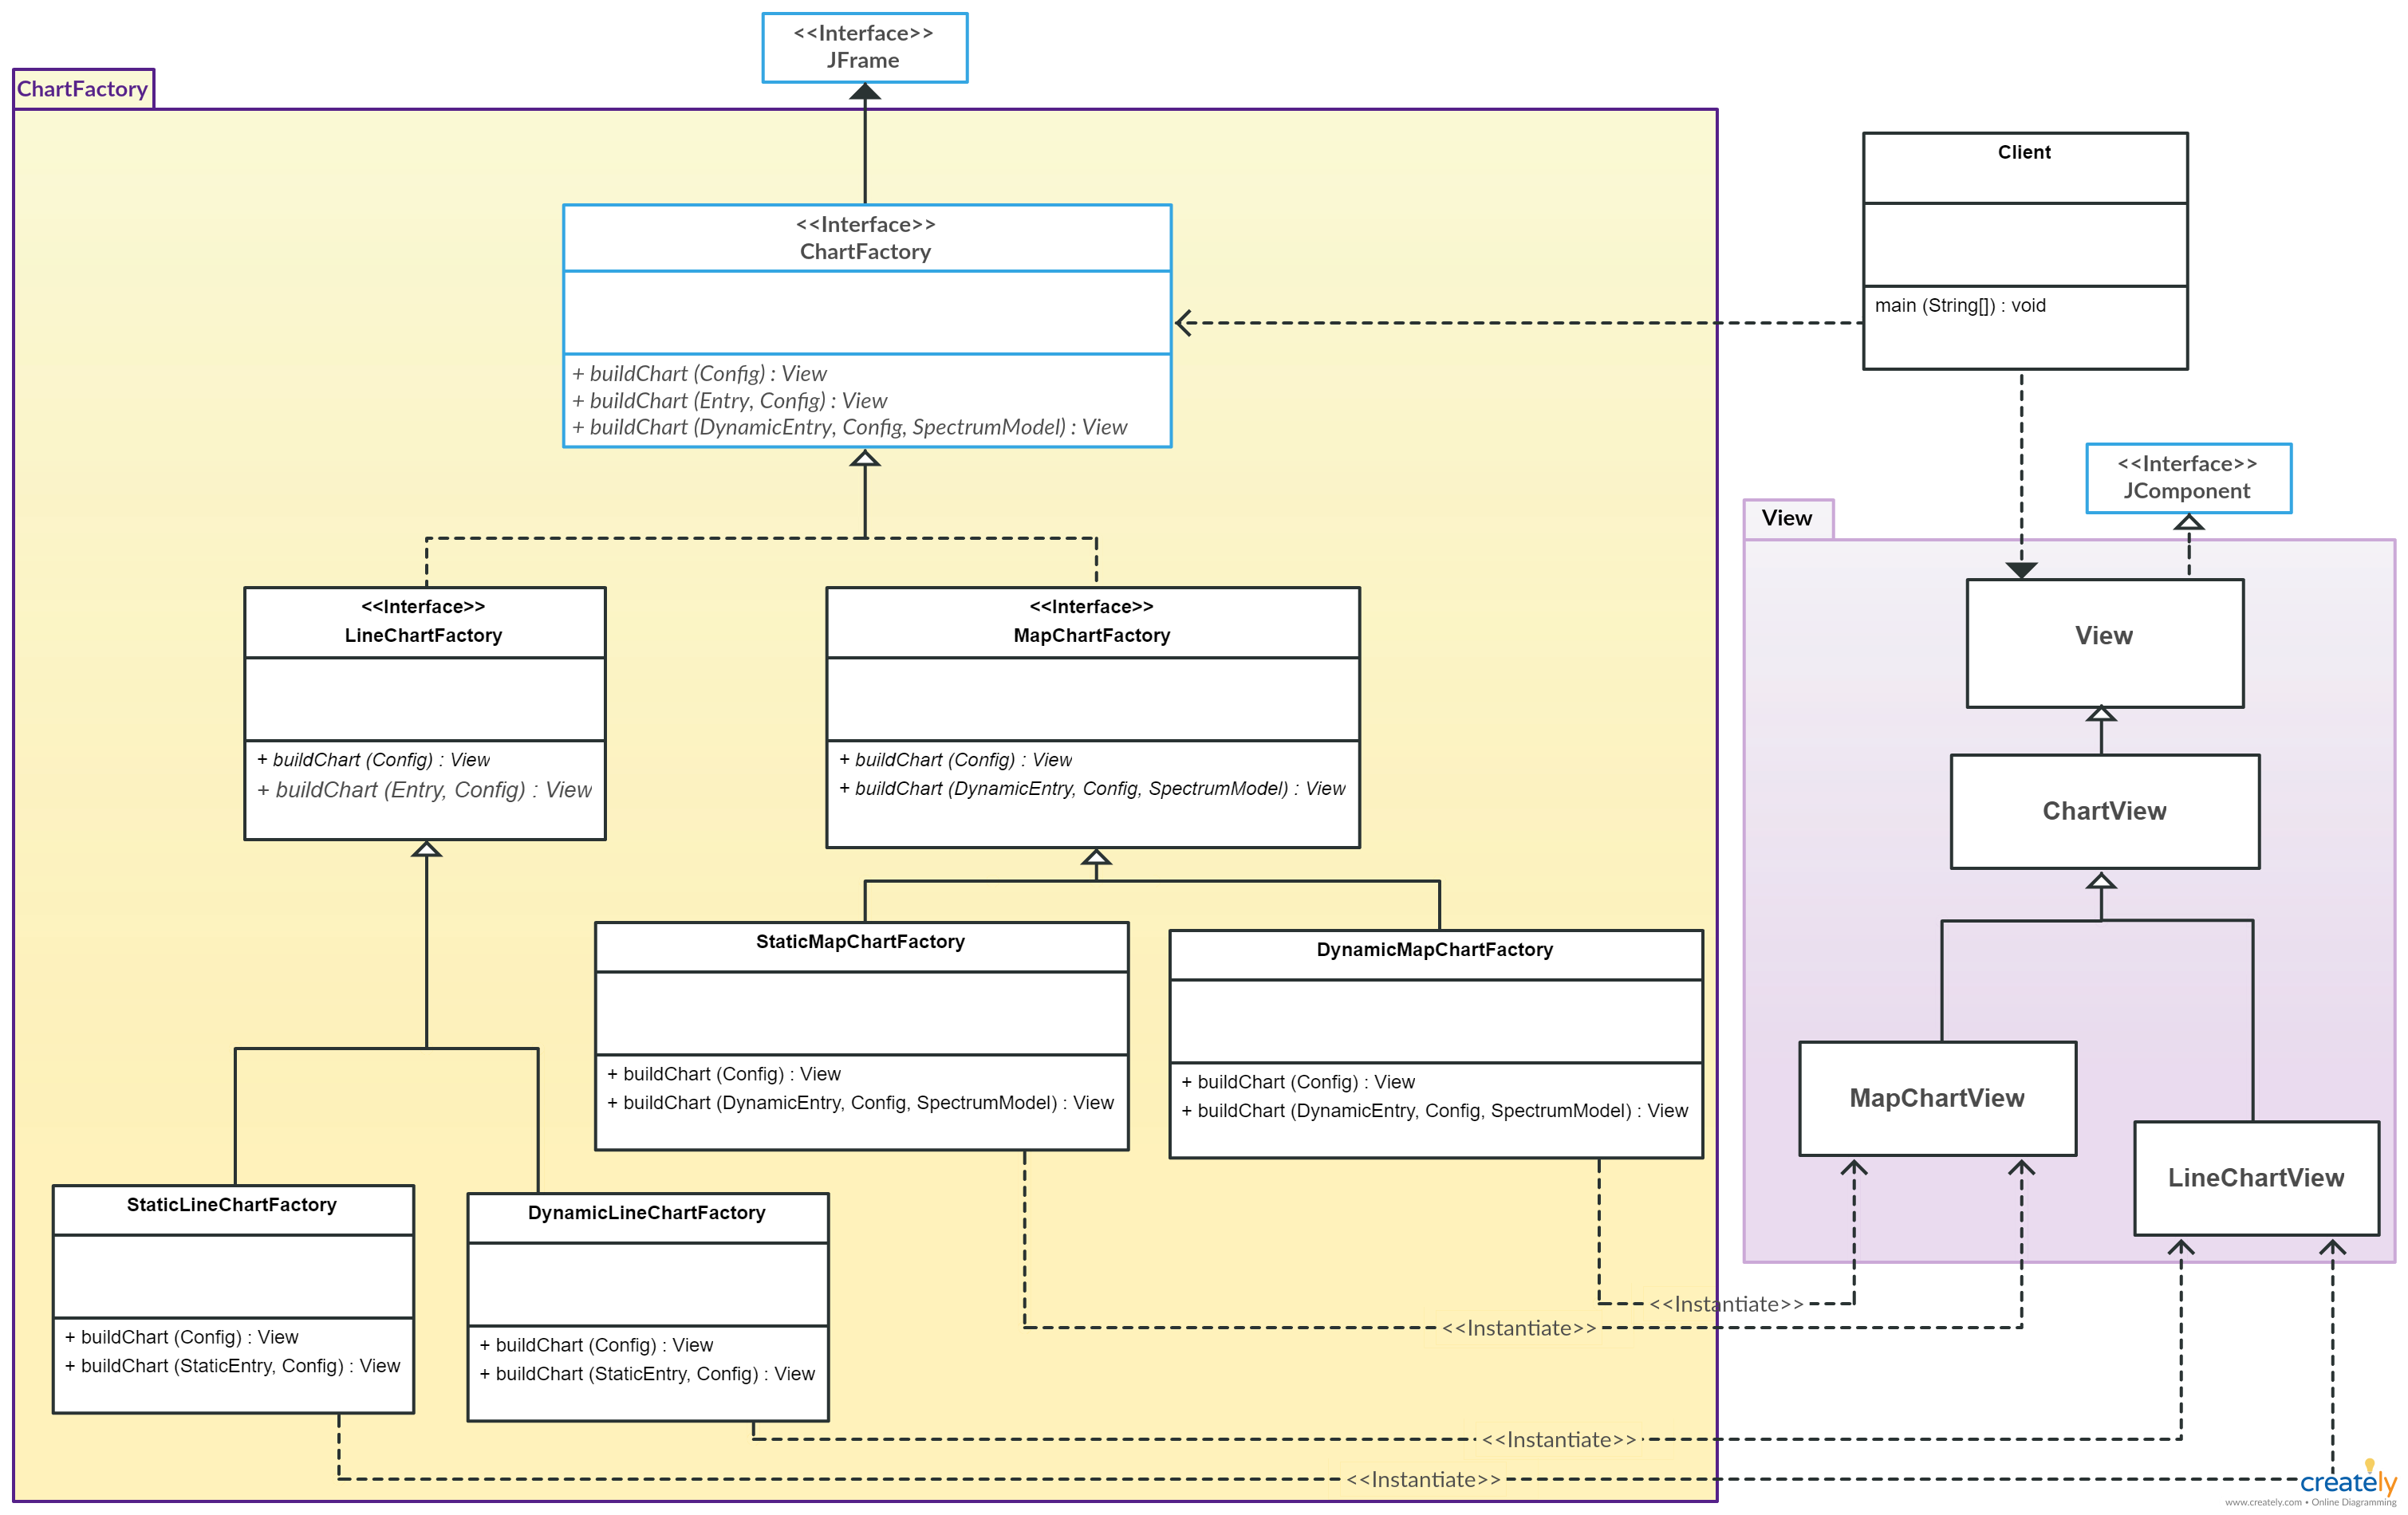 <<Interface>>
JFrame
ChartFactory
<<Interface>>
ChartFactory
+ buildChart (Config) : View
+ buildChart (Entry, Config) : View
+ buildChart (DynamicEntry, Config, SpectrumModel) : View
Client
main (String[]) : void
<<Interface>>
JComponent
View
View
ChartView
MapChartView
LineChartView
<<Interface>>
LineChartFactory
+ buildChart (Config) : View
+ buildChart (Entry, Config) : View
<<Interface>>
MapChartFactory
+ buildChart (Config) : View
+ buildChart (DynamicEntry, Config, SpectrumModel) : View
StaticMapChartFactory
+ buildChart (Config) : View
+ buildChart (DynamicEntry, Config, SpectrumModel) : View
DynamicMapChartFactory
+ buildChart (Config) : View
+ buildChart (DynamicEntry, Config, SpectrumModel) : View
StaticLineChartFactory
+ buildChart (Config) : View
+ buildChart (StaticEntry, Config) : View
DynamicLineChartFactory
+ buildChart (Config) : View
+ buildChart (StaticEntry, Config) : View
<<Instantiate>>
<<Instantiate>>
<<Instantiate>>
<<Instantiate>>
creately
www.creately.com • Online Diagramming